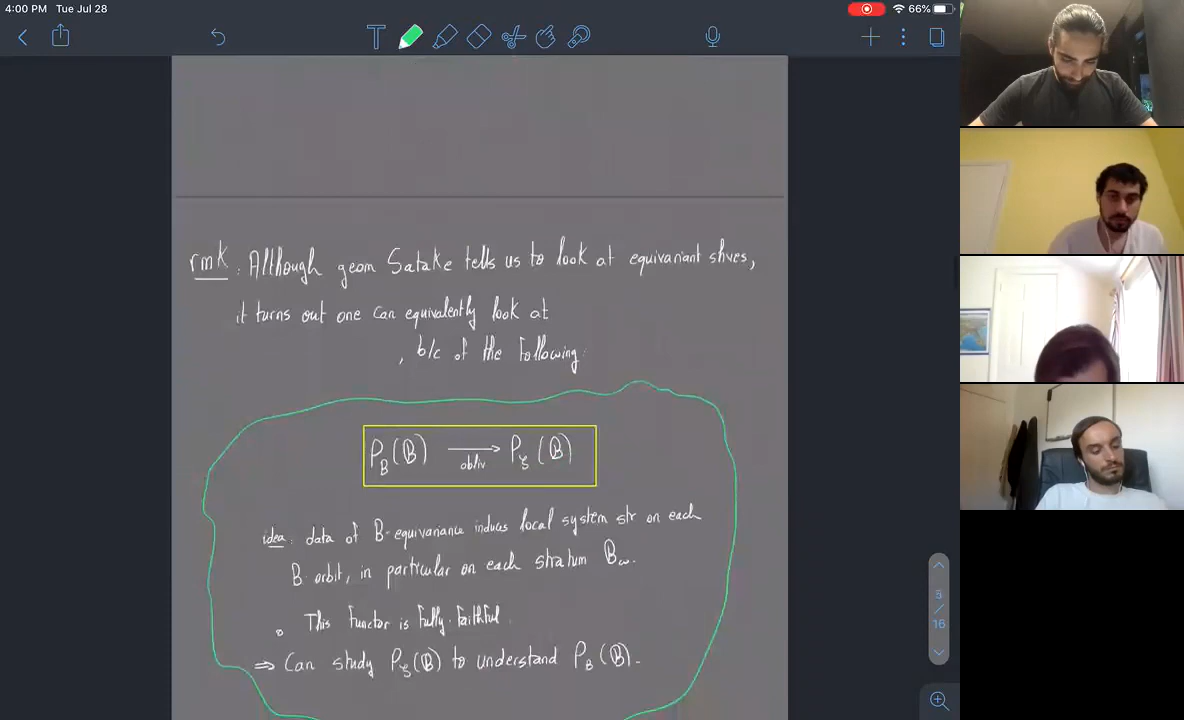 4:00 PM Tue Jul 28
66%
rmk : Although geom Satake tells us to look at equivariant shves,
it turns out one can equivalently look at
, b/c of the following:
P_B(𝔹) → P_ζ(𝔹)
obliv
idea: data of B-equivariance induces local system str on each
B orbit, in particular on each stratum 𝔹_w.
This functor is fully-faithful.
⇒ Can study P_ζ(𝔹) to understand P_B(𝔹).
5
/
16